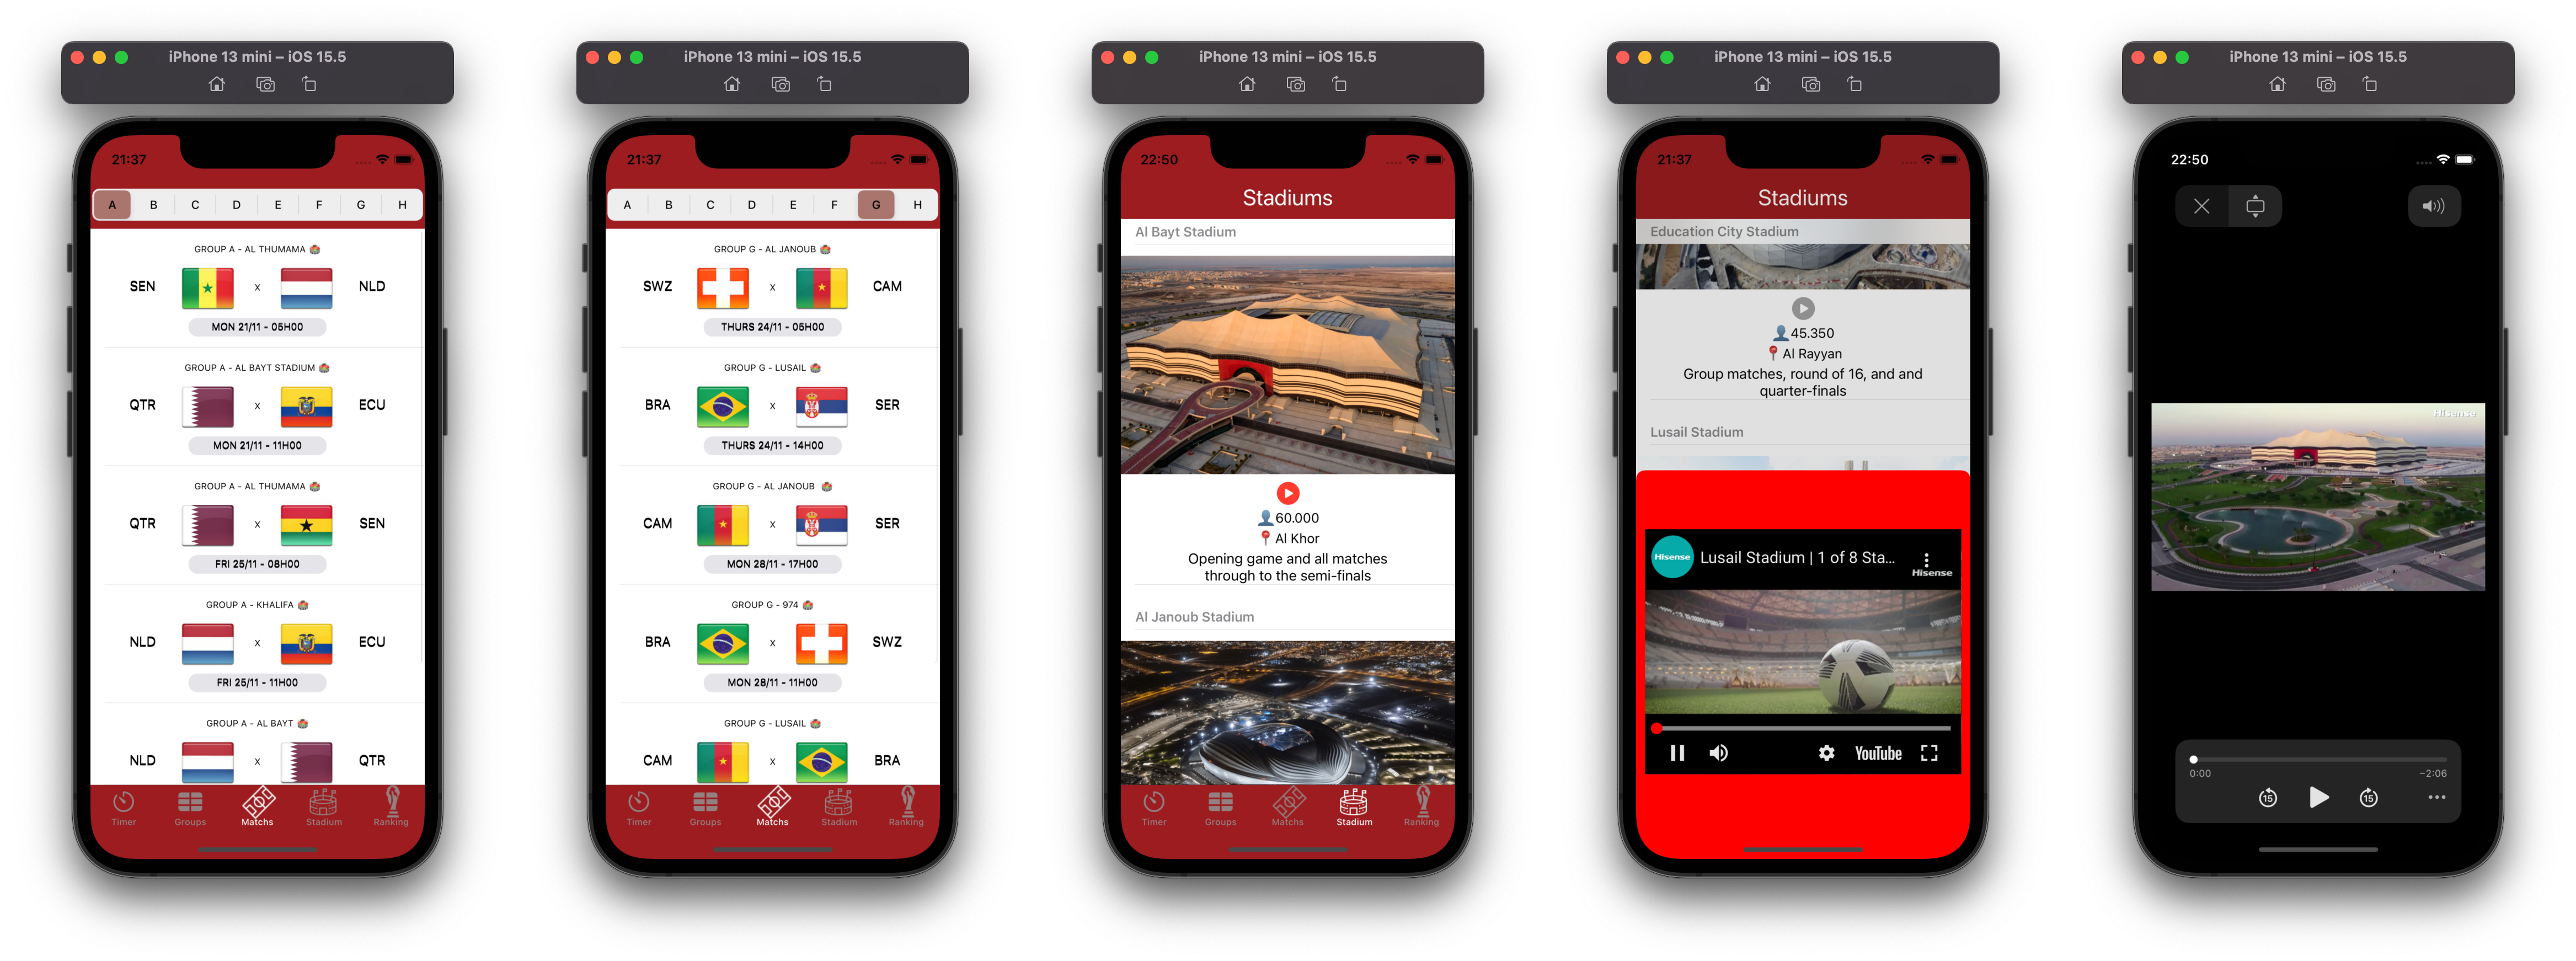 iPhone 13 mini – iOS 15.5
21:37
A B C D E F G H
GROUP A - AL THUMAMA
SEN x NLD
MON 21/11 - 05H00
GROUP A - AL BAYT STADIUM
QTR x ECU
MON 21/11 - 11H00
GROUP A - AL THUMAMA
QTR x SEN
FRI 25/11 - 08H00
GROUP A - KHALIFA
NLD x ECU
FRI 25/11 - 11H00
GROUP A - AL BAYT
NLD x QTR
Timer Groups Matchs Stadium Ranking
iPhone 13 mini – iOS 15.5
21:37
A B C D E F G H
GROUP G - AL JANOUB
SWZ x CAM
THURS 24/11 - 05H00
GROUP G - LUSAIL
BRA x SER
THURS 24/11 - 14H00
GROUP G - AL JANOUB
CAM x SER
MON 28/11 - 17H00
GROUP G - 974
BRA x SWZ
MON 28/11 - 11H00
GROUP G - LUSAIL
CAM x BRA
Timer Groups Matchs Stadium Ranking
iPhone 13 mini – iOS 15.5
22:50
Stadiums
Al Bayt Stadium
60.000
Al Khor
Opening game and all matches
through to the semi-finals
Al Janoub Stadium
Timer Groups Matchs Stadium Ranking
iPhone 13 mini – iOS 15.5
21:37
Stadiums
Education City Stadium
45.350
Al Rayyan
Group matches, round of 16, and and
quarter-finals
Lusail Stadium
Hisense Lusail Stadium | 1 of 8 Sta...
Hisense
YouTube
iPhone 13 mini – iOS 15.5
22:50
Hisense
0:00 −2:06
15 15